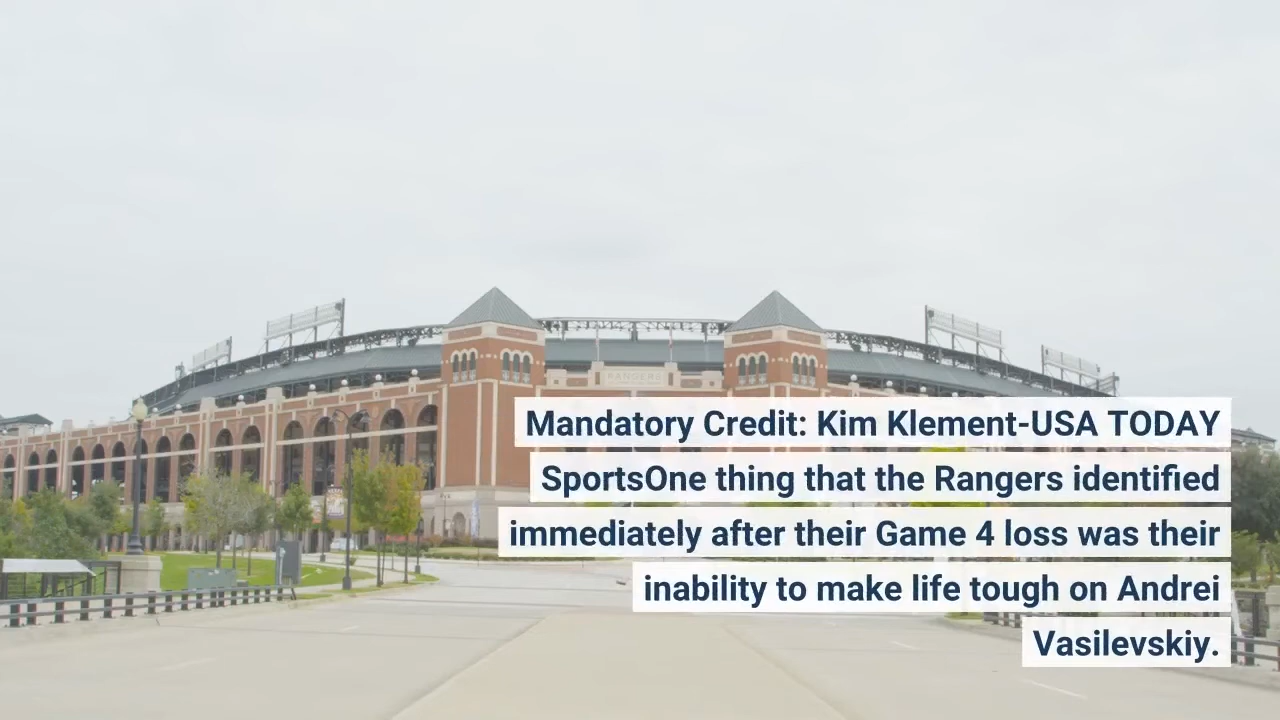 RANGERS
Mandatory Credit: Kim Klement-USA TODAY
SportsOne thing that the Rangers identified
immediately after their Game 4 loss was their
inability to make life tough on Andrei
Vasilevskiy.